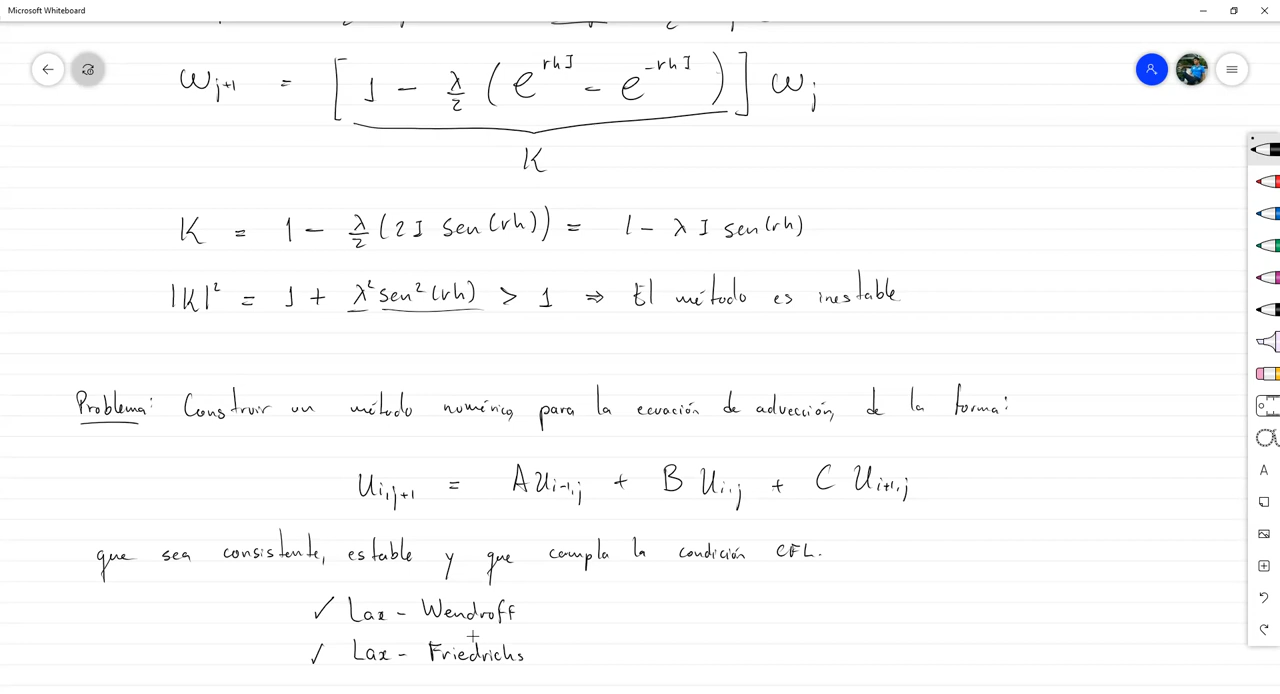 Microsoft Whiteboard
ω_{j+1} = [ 1 - λ/2 ( e^{rhI} - e^{-rhI} ) ] ω_j
K
K = 1 - λ/2 (2I sen(rh)) = 1 - λ I sen(rh)
|K|² = 1 + λ² sen²(rh) > 1 ⇒ El método es inestable
Problema: Construir un método numérico, para la ecuación de advección, de la forma:
u_{i,j+1} = A u_{i-1,j} + B u_{i,j} + C u_{i+1,j}
que sea consistente, estable y que cumpla la condición CFL.
✓ Lax - Wendroff
✓ Lax - Friedrichs
A